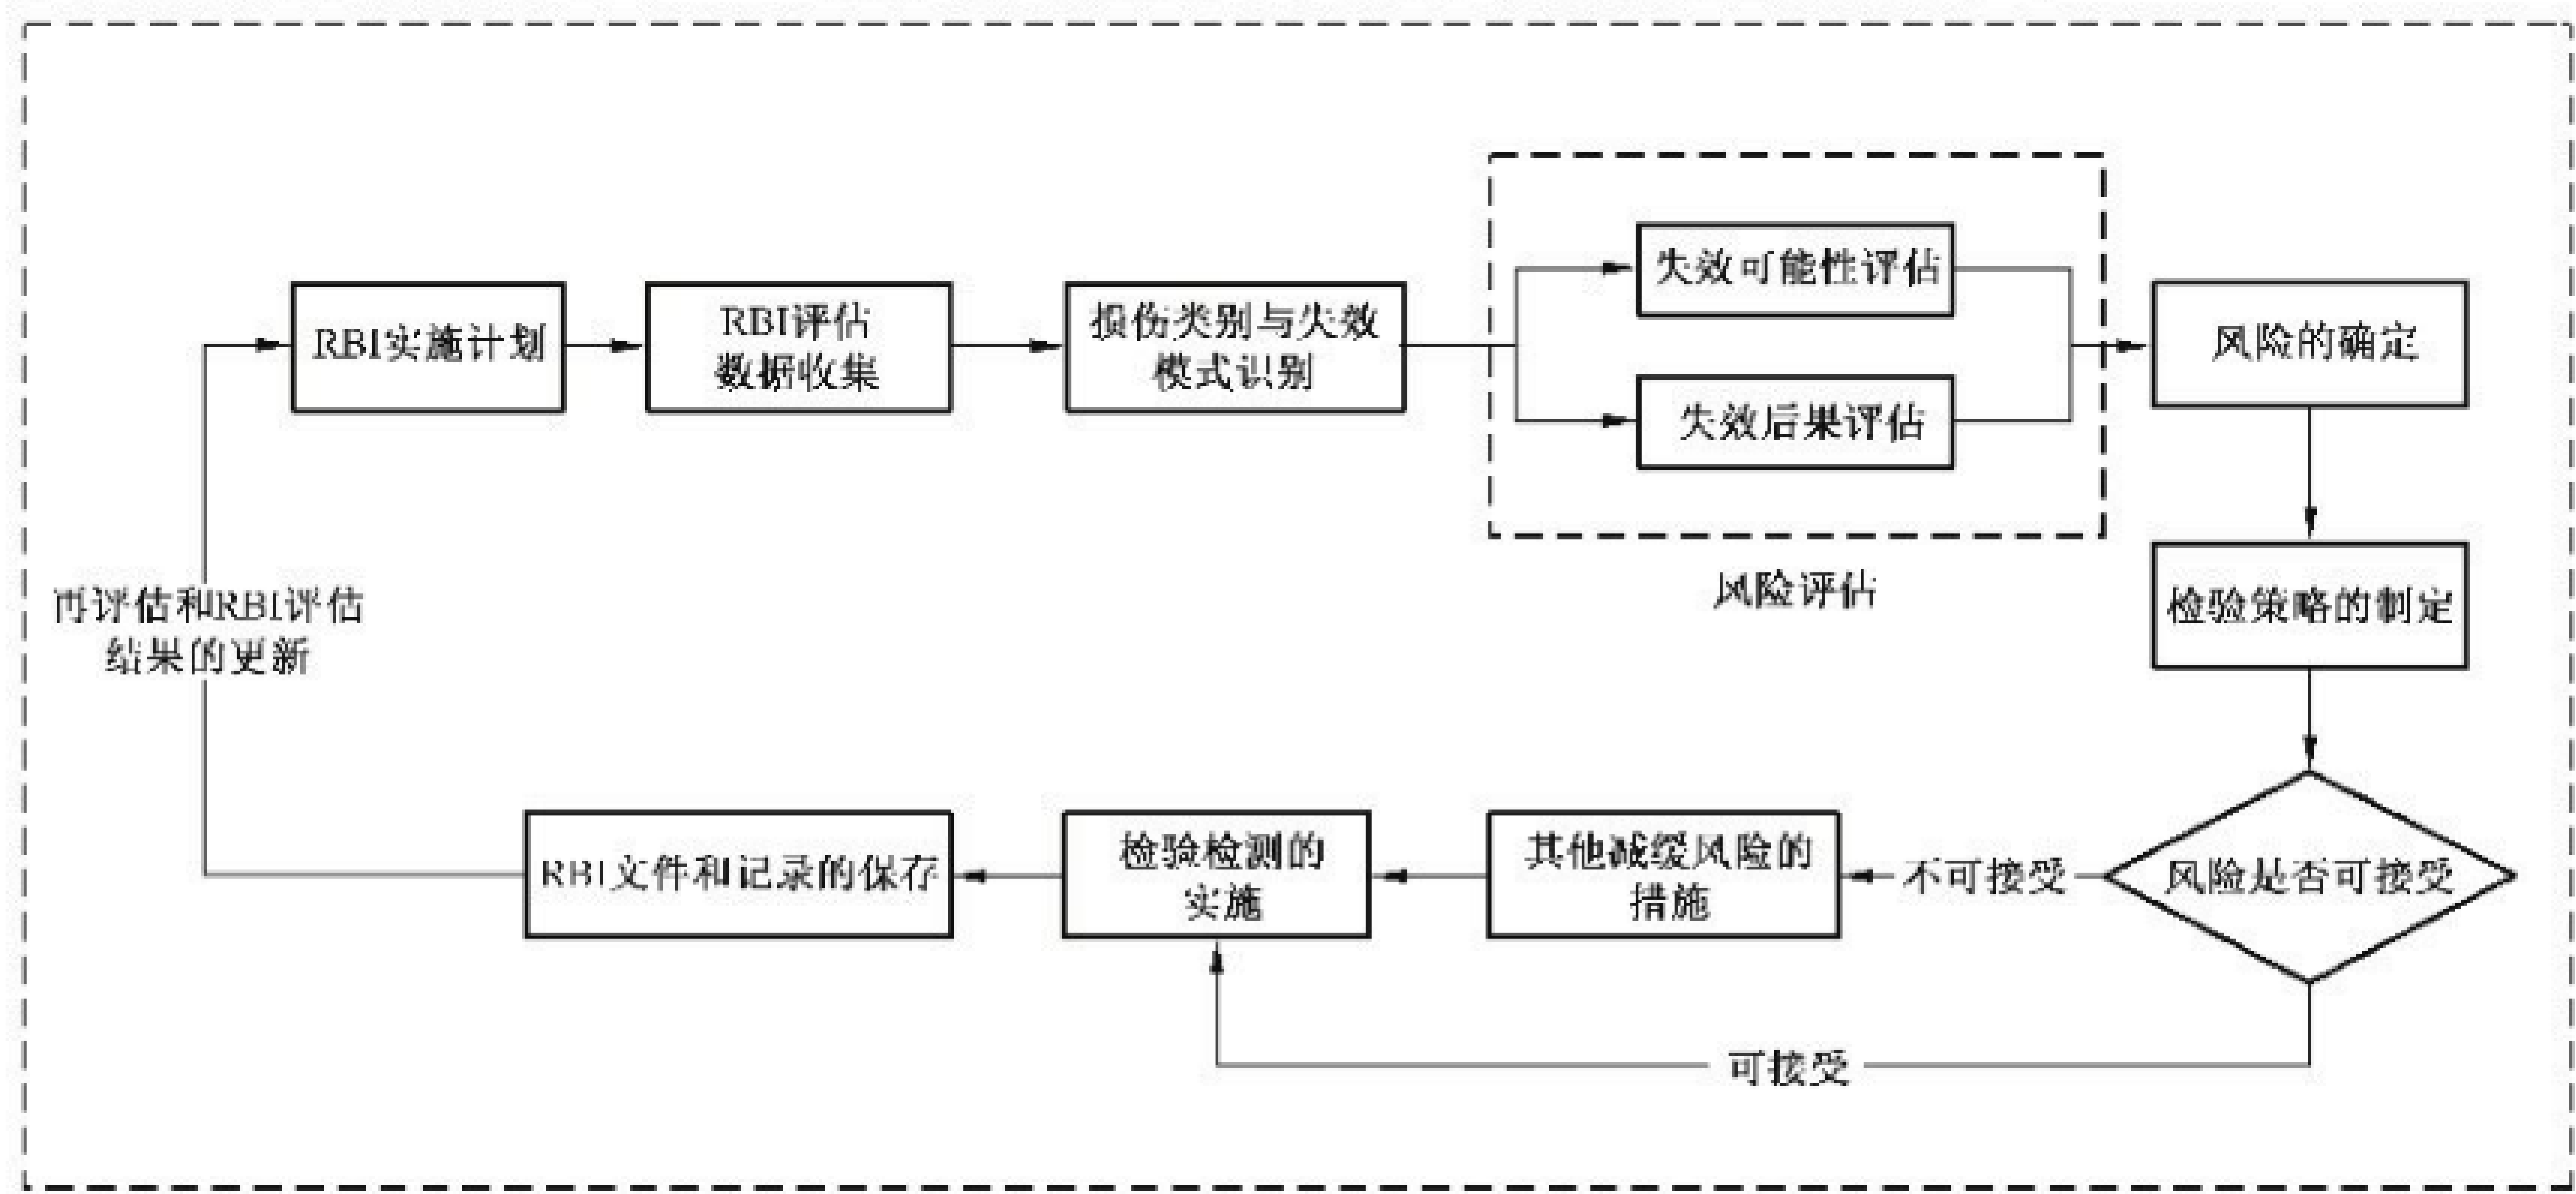 RBI实施计划
RBI评估
数据收集
损伤类别与失效
模式识别
失效可能性评估
失效后果评估
风险评估
风险的确定
检验策略的制定
风险是否可接受
不可接受
可接受
其他减缓风险的
措施
检验检测的
实施
RBI文件和记录的保存
再评估和RBI评估
结果的更新